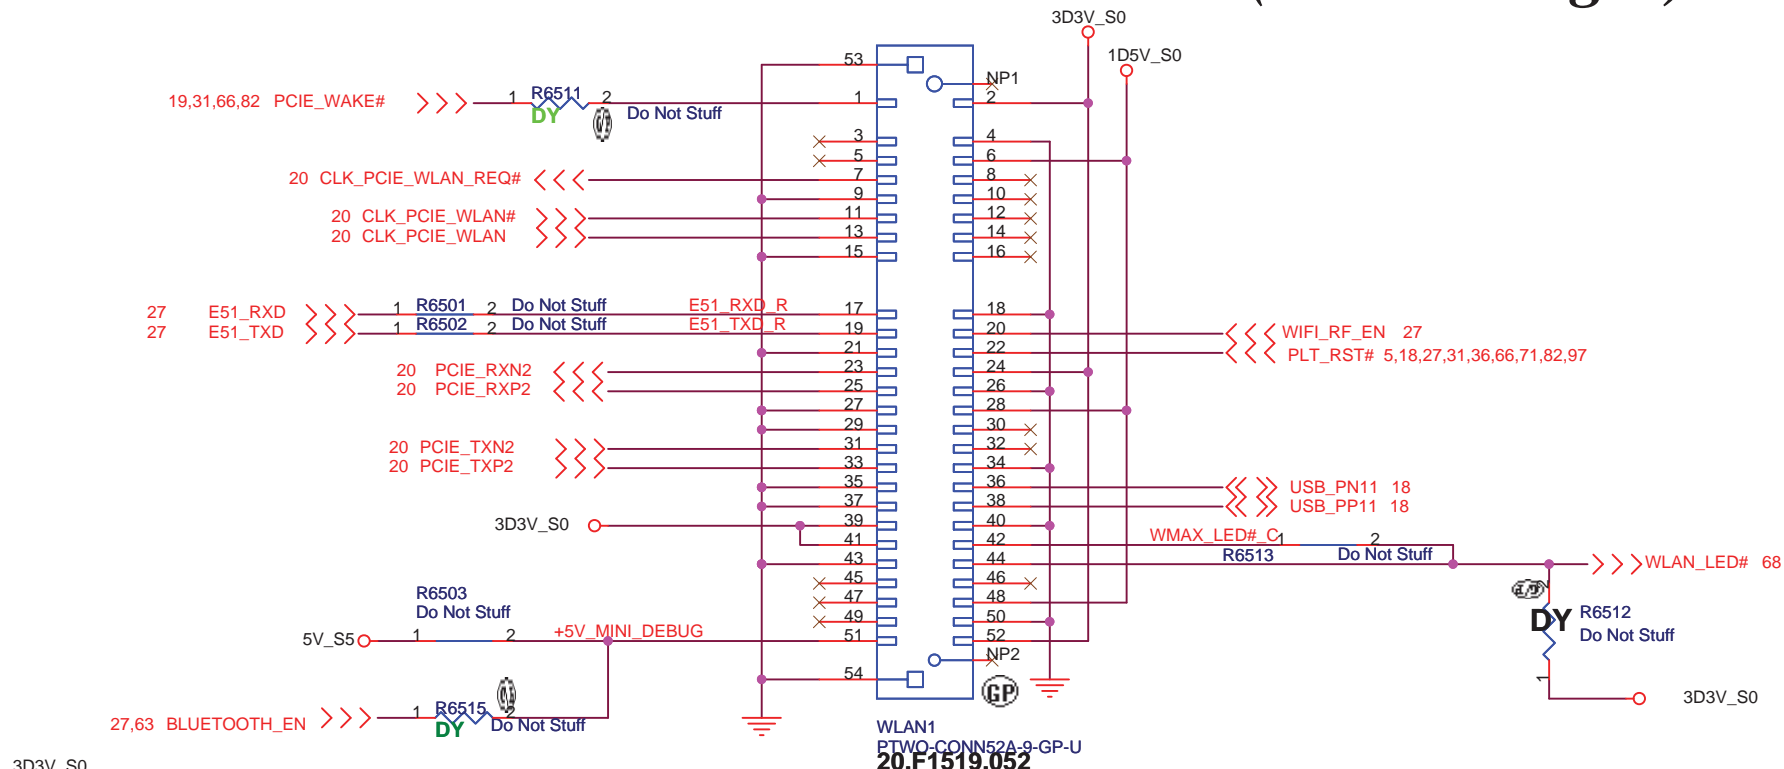 3D3V_S0
1D5V_S0
53
NP1
19,31,66,82 PCIE_WAKE# 1 R6511 2 1 2
DY Do Not Stuff
3 4
5 6
20 CLK_PCIE_WLAN_REQ# 7 8
9 10
20 CLK_PCIE_WLAN# 11 12
20 CLK_PCIE_WLAN 13 14
15 16
27 E51_RXD 1 R6501 2 Do Not Stuff E51_RXD_R 17 18
27 E51_TXD 1 R6502 2 Do Not Stuff E51_TXD_R 19 20 WIFI_RF_EN 27
21 22 PLT_RST# 5,18,27,31,36,66,71,82,97
20 PCIE_RXN2 23 24
20 PCIE_RXP2 25 26
27 28
29 30
20 PCIE_TXN2 31 32
20 PCIE_TXP2 33 34
35 36 USB_PN11 18
37 38 USB_PP11 18
3D3V_S0 39 40
41 42 WMAX_LED#_C 1 2
R6513 Do Not Stuff
43 44 WLAN_LED# 68
45 46
R6503 47 48
Do Not Stuff 49 50
2 R6512
DY Do Not Stuff
5V_S5 1 2 +5V_MINI_DEBUG 51 52
NP2
54 GP
1 3D3V_S0
27,63 BLUETOOTH_EN 1 R6515 2
DY Do Not Stuff
WLAN1
PTWO-CONN52A-9-GP-U
20.F1519.052
3D3V_S0